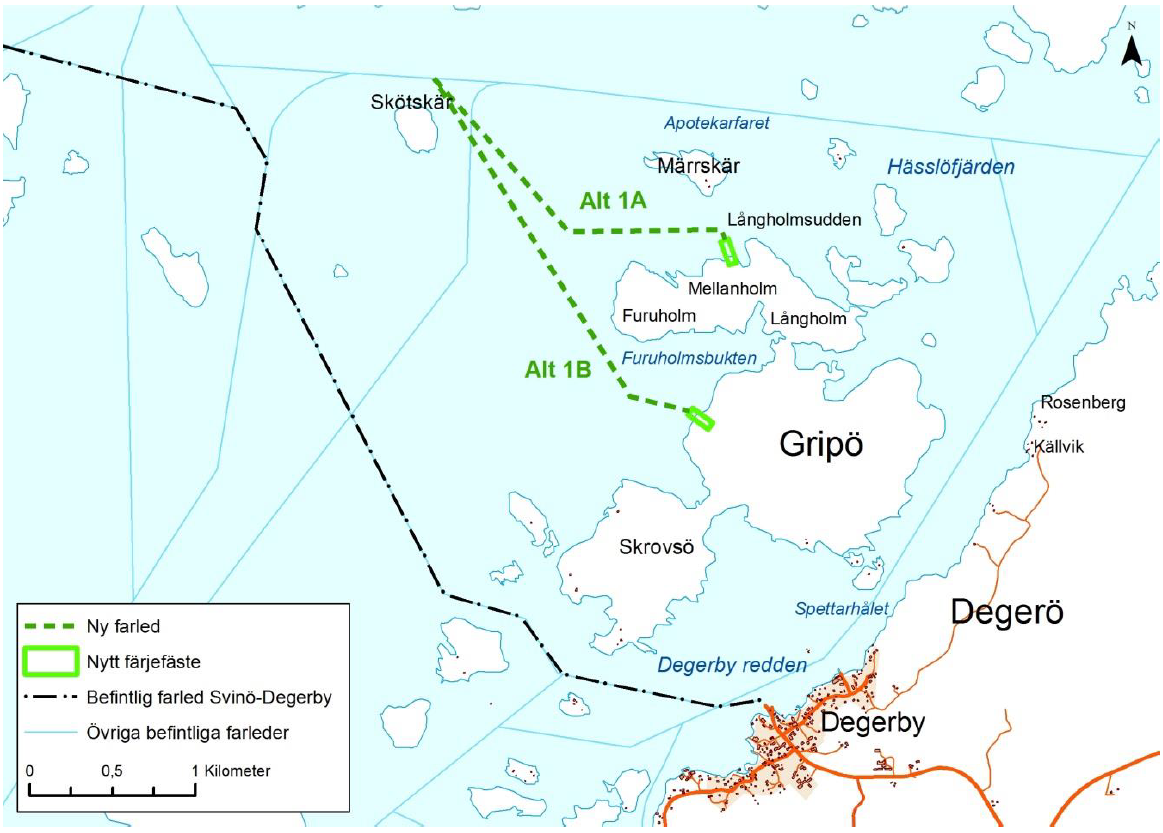 N
Skötskär
Apotekarfaret
Märrskär
Hässlöfjärden
Alt 1A
Långholmsudden
Mellanholm
Furuholm
Långholm
Furuholmsbukten
Alt 1B
Rosenberg
Källvik
Gripö
Skrovsö
Spettarhålet
Degerö
Degerby redden
Degerby
Ny farled
Nytt färjefäste
Befintlig farled Svinö-Degerby
Övriga befintliga farleder
0 0,5 1 Kilometer